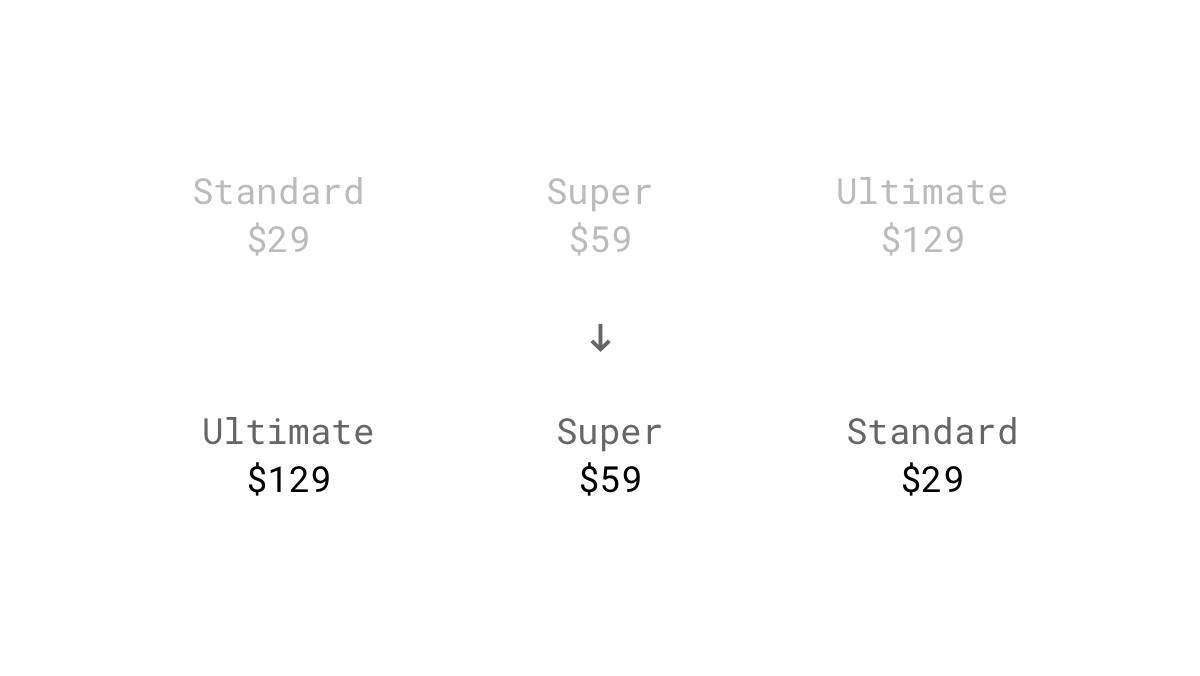 Standard Super Ultimate
$29 $59 $129
↓
Ultimate Super Standard
$129 $59 $29